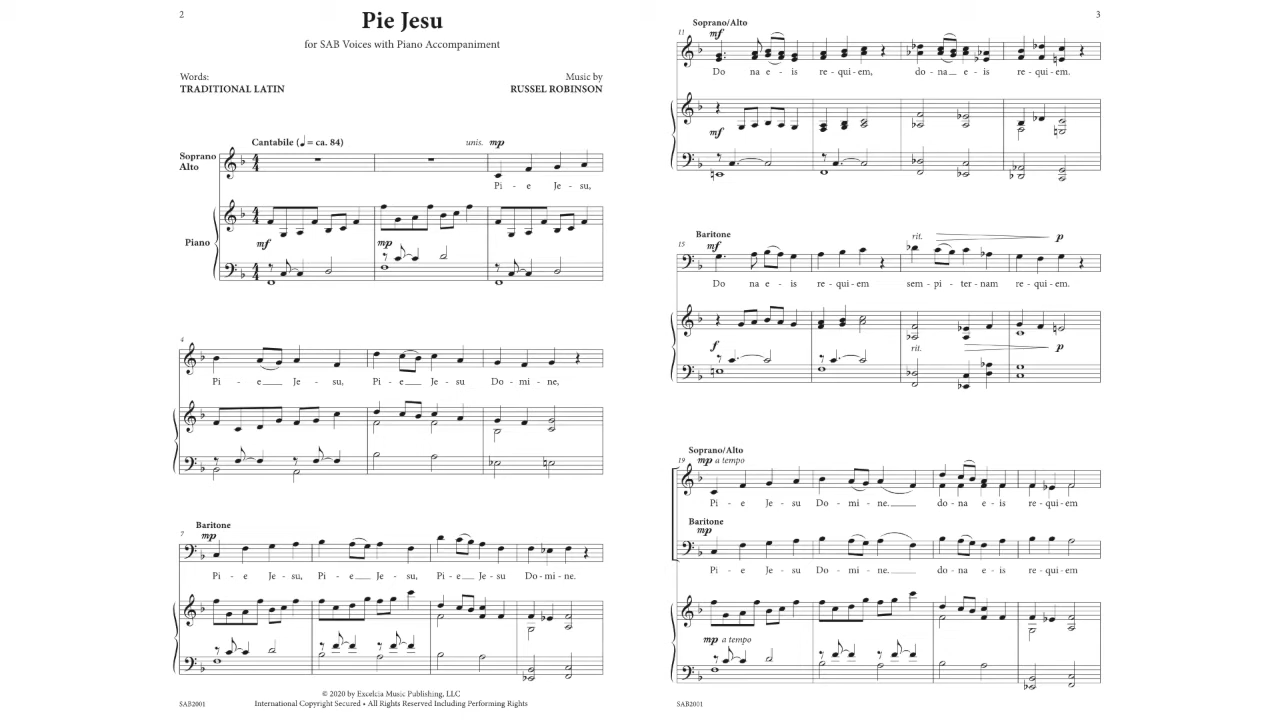 2
Pie Jesu
for SAB Voices with Piano Accompaniment
Words:
TRADITIONAL LATIN
Music by
RUSSEL ROBINSON
Cantabile (♩ = ca. 84)
unis. mp
Soprano
Alto
Pi - e Je - su,
Piano
mf mp
4
Pi - e Je - su, Pi - e Je - su Do - mi - ne,
7
Baritone
mp
Pi - e Je - su, Pi - e Je - su, Pi - e Je - su Do - mi - ne.
© 2020 by Excelcia Music Publishing, LLC
SAB2001
International Copyright Secured • All Rights Reserved Including Performing Rights
3
Soprano/Alto
11
mf
Do na e - is re - qui - em, do - na e - is re - qui - em.
mf
Baritone
15
mf rit. p
Do na e - is re - qui - em sem - pi - ter - nam re - qui - em.
f rit. p
Soprano/Alto
19
mp a tempo
Pi - e Je - su Do - mi - ne. do - na e - is re - qui - em
Baritone
mp
Pi - e Je - su Do - mi - ne. do - na e - is re - qui - em
mp a tempo
SAB2001